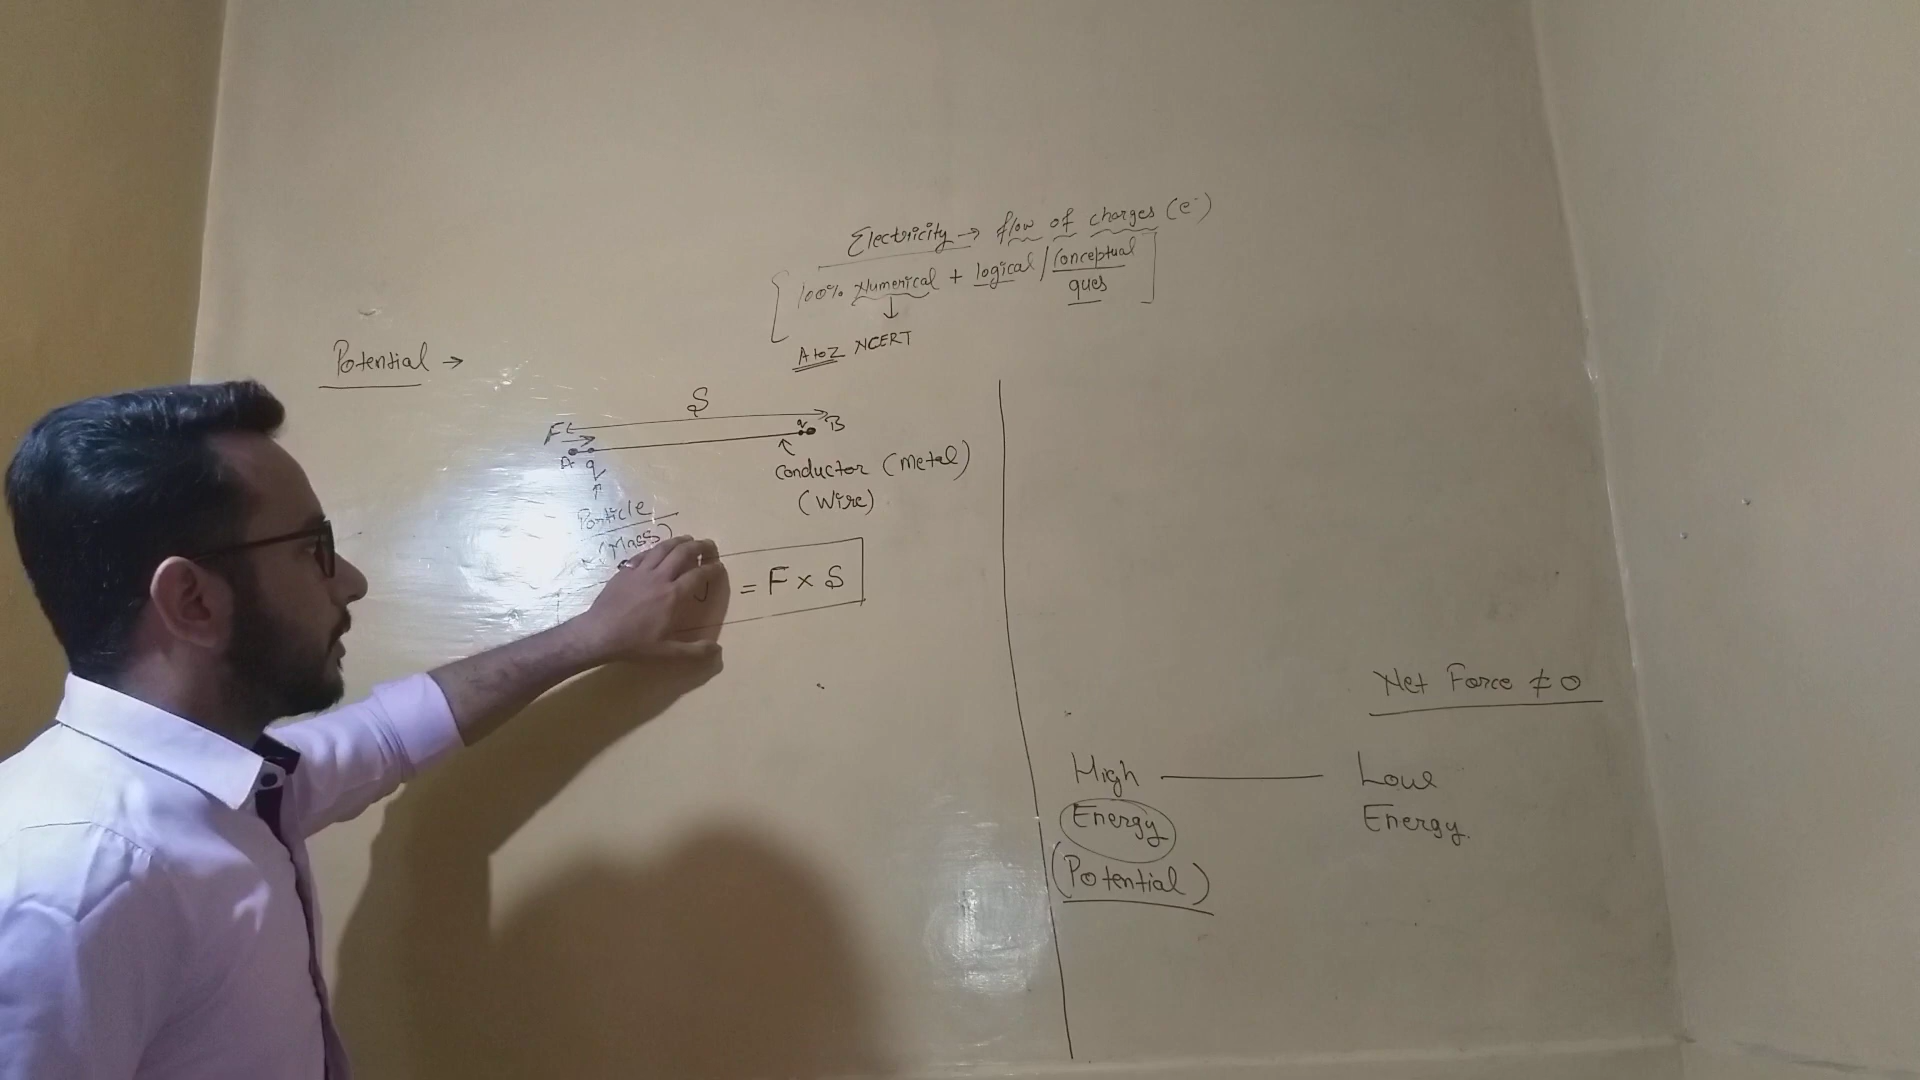 Electricity → flow of charges (e⁻)
[100% Numerical + logical / Conceptual
ques]
↓
A to Z NCERT
Potential →
S
F
B
A q
q
Conductor (Metal)
(Wire)
Particle
(Mass)
= F × S
Net Force ≠ 0
High ——— Low
Energy Energy.
(Potential)